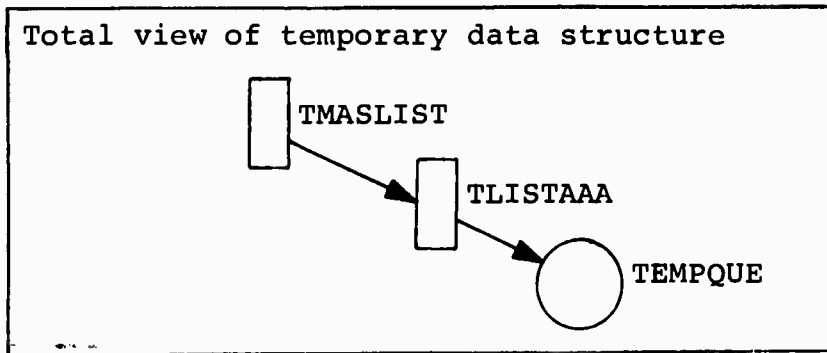 Total view of temporary data structure
TMASLIST
TLISTAAA
TEMPQUE